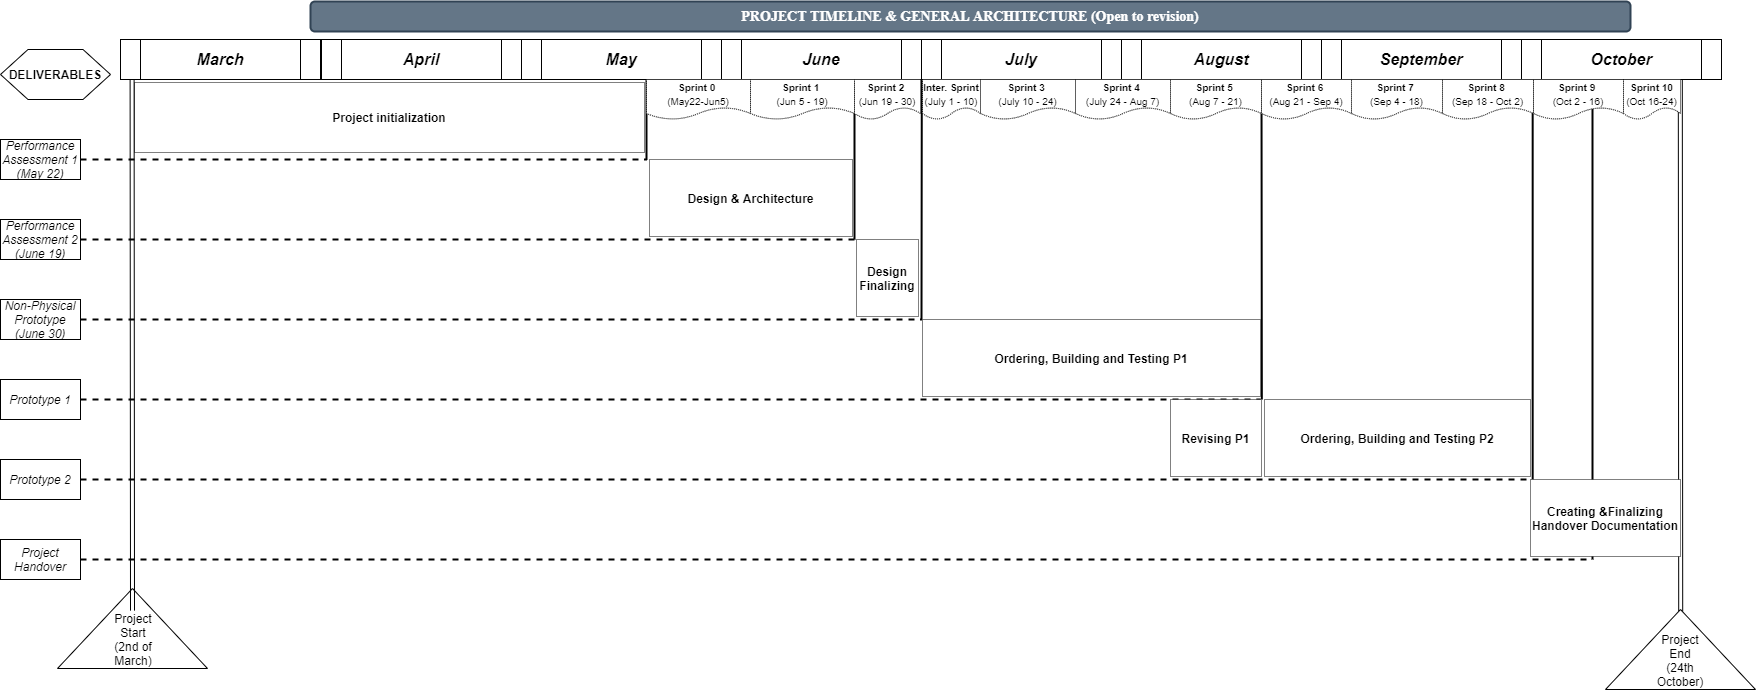 PROJECT TIMELINE & GENERAL ARCHITECTURE (Open to revision)
March
April
May
June
July
August
September
October
DELIVERABLES
Sprint 0
(May22-Jun5)
Sprint 1
(Jun 5 - 19)
Sprint 2
(Jun 19 - 30)
Inter. Sprint
(July 1 - 10)
Sprint 3
(July 10 - 24)
Sprint 4
(July 24 - Aug 7)
Sprint 5
(Aug 7 - 21)
Sprint 6
(Aug 21 - Sep 4)
Sprint 7
(Sep 4 - 18)
Sprint 8
(Sep 18 - Oct 2)
Sprint 9
(Oct 2 - 16)
Sprint 10
(Oct 16-24)
Project initialization
Performance
Assessment 1
(May 22)
Design & Architecture
Performance
Assessment 2
(June 19)
Design
Finalizing
Non-Physical
Prototype
(June 30)
Ordering, Building and Testing P1
Prototype 1
Revising P1
Ordering, Building and Testing P2
Prototype 2
Creating &Finalizing
Handover Documentation
Project
Handover
Project
Start
(2nd of
March)
Project
End
(24th
October)